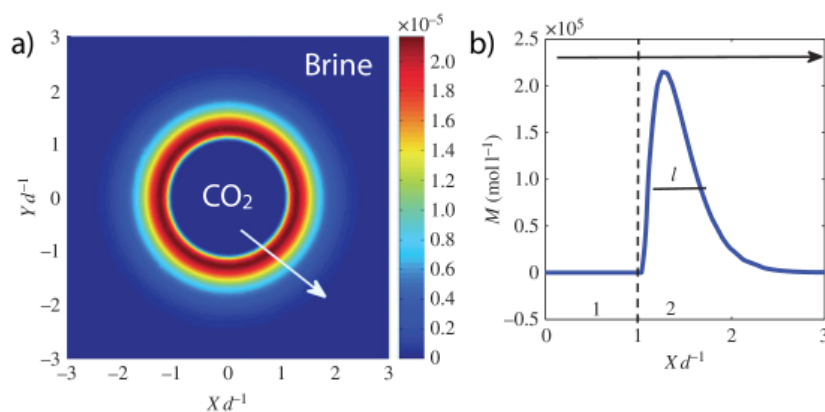 a)
×10⁻⁵
3
2
1
0
−1
−2
−3
Y d⁻¹
Brine
CO₂
−3 −2 −1 0 1 2 3
X d⁻¹
2.0
1.8
1.6
1.4
1.2
1.0
0.8
0.6
0.4
0.2
0
b)
×10⁵
2.5
2.0
1.5
1.0
0.5
0
−0.5
M (mol l⁻¹)
l
1 2
0 1 2 3
X d⁻¹